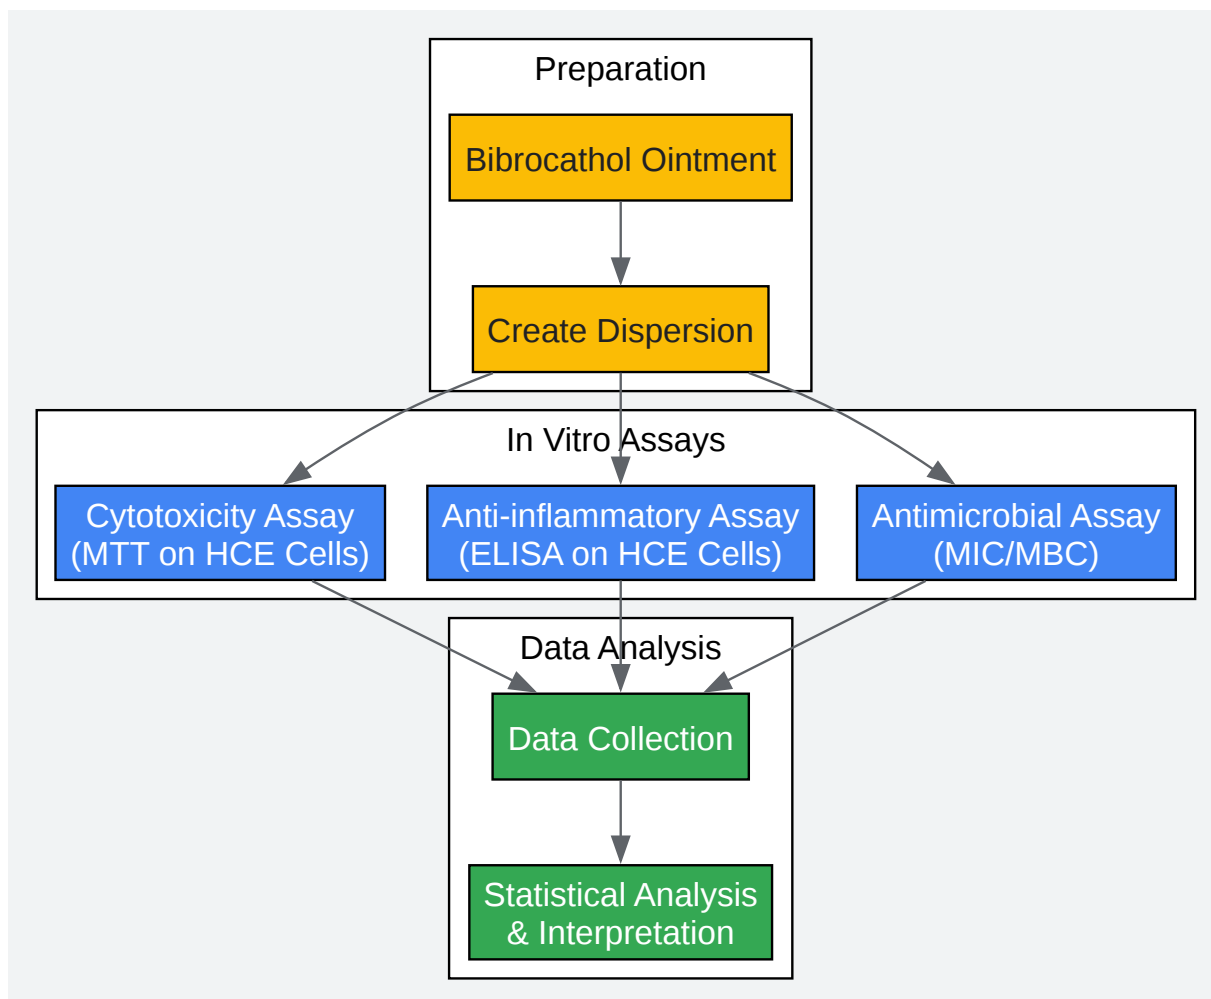 Preparation
Bibrocathol Ointment
Create Dispersion
In Vitro Assays
Cytotoxicity Assay
(MTT on HCE Cells)
Anti-inflammatory Assay
(ELISA on HCE Cells)
Antimicrobial Assay
(MIC/MBC)
Data Analysis
Data Collection
Statistical Analysis
& Interpretation